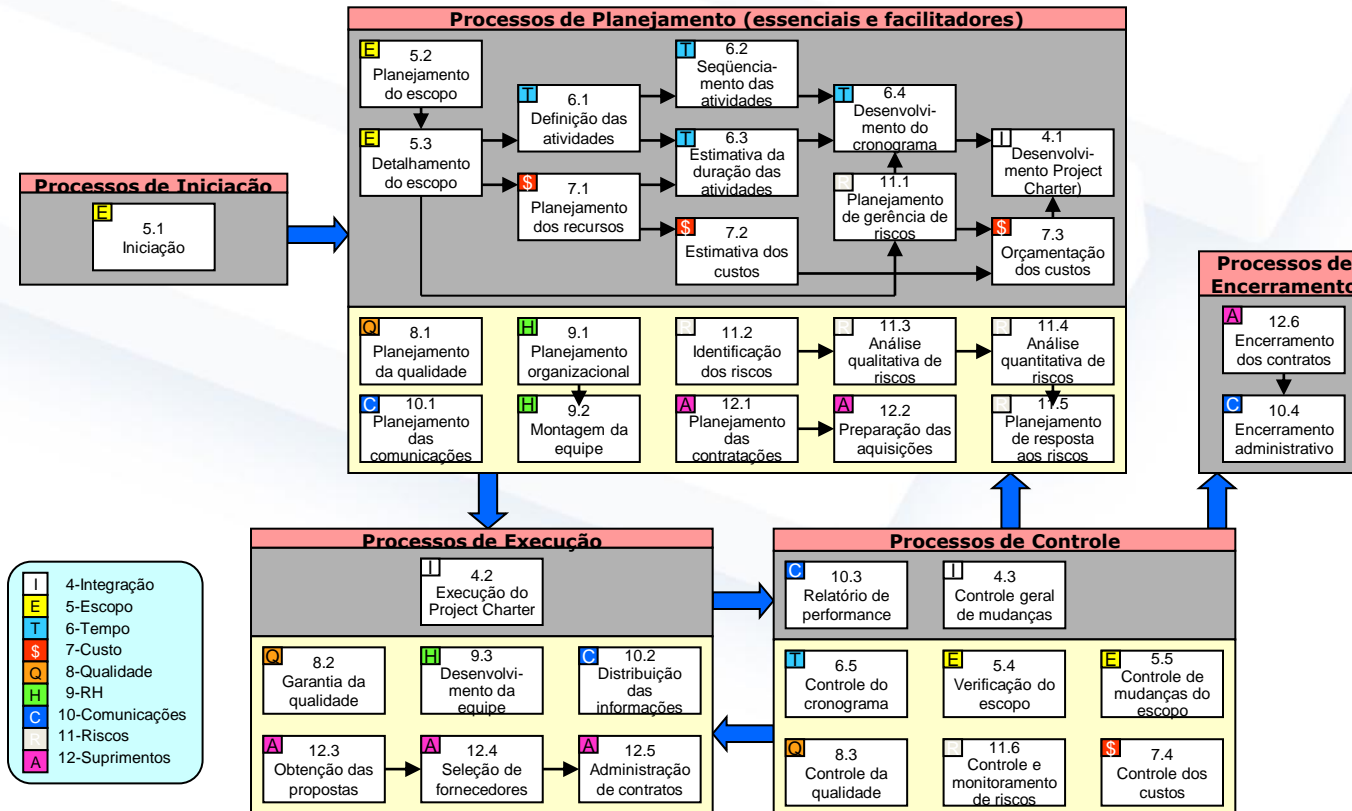 Processos de Planejamento (essenciais e facilitadores)
E
5.2
Planejamento
do escopo
T
6.2
Seqüencia-
mento das
atividades
T
6.1
Definição das
atividades
T
6.4
Desenvolvi-
mento do
cronograma
E
5.3
Detalhamento
do escopo
T
6.3
Estimativa da
duração das
atividades
I
4.1
Desenvolvi-
mento Project
Charter)
$
7.1
Planejamento
dos recursos
R
11.1
Planejamento
de gerência de
riscos
$
7.2
Estimativa dos
custos
$
7.3
Orçamentação
dos custos
Processos de Iniciação
E
5.1
Iniciação
Q
8.1
Planejamento
da qualidade
H
9.1
Planejamento
organizacional
R
11.2
Identificação
dos riscos
R
11.3
Análise
qualitativa de
riscos
R
11.4
Análise
quantitativa de
riscos
C
10.1
Planejamento
das
comunicações
H
9.2
Montagem da
equipe
A
12.1
Planejamento
das
contratações
A
12.2
Preparação das
aquisições
R
11.5
Planejamento
de resposta
aos riscos
Processos de
Encerramento
A
12.6
Encerramento
dos contratos
C
10.4
Encerramento
administrativo
Processos de Execução
I
4.2
Execução do
Project Charter
Q
8.2
Garantia da
qualidade
H
9.3
Desenvolvi-
mento da
equipe
C
10.2
Distribuição
das
informações
A
12.3
Obtenção das
propostas
A
12.4
Seleção de
fornecedores
A
12.5
Administração
de contratos
Processos de Controle
C
10.3
Relatório de
performance
I
4.3
Controle geral
de mudanças
T
6.5
Controle do
cronograma
E
5.4
Verificação do
escopo
E
5.5
Controle de
mudanças do
escopo
Q
8.3
Controle da
qualidade
R
11.6
Controle e
monitoramento
de riscos
$
7.4
Controle dos
custos
I 4-Integração
E 5-Escopo
T 6-Tempo
$ 7-Custo
Q 8-Qualidade
H 9-RH
C 10-Comunicações
R 11-Riscos
A 12-Suprimentos